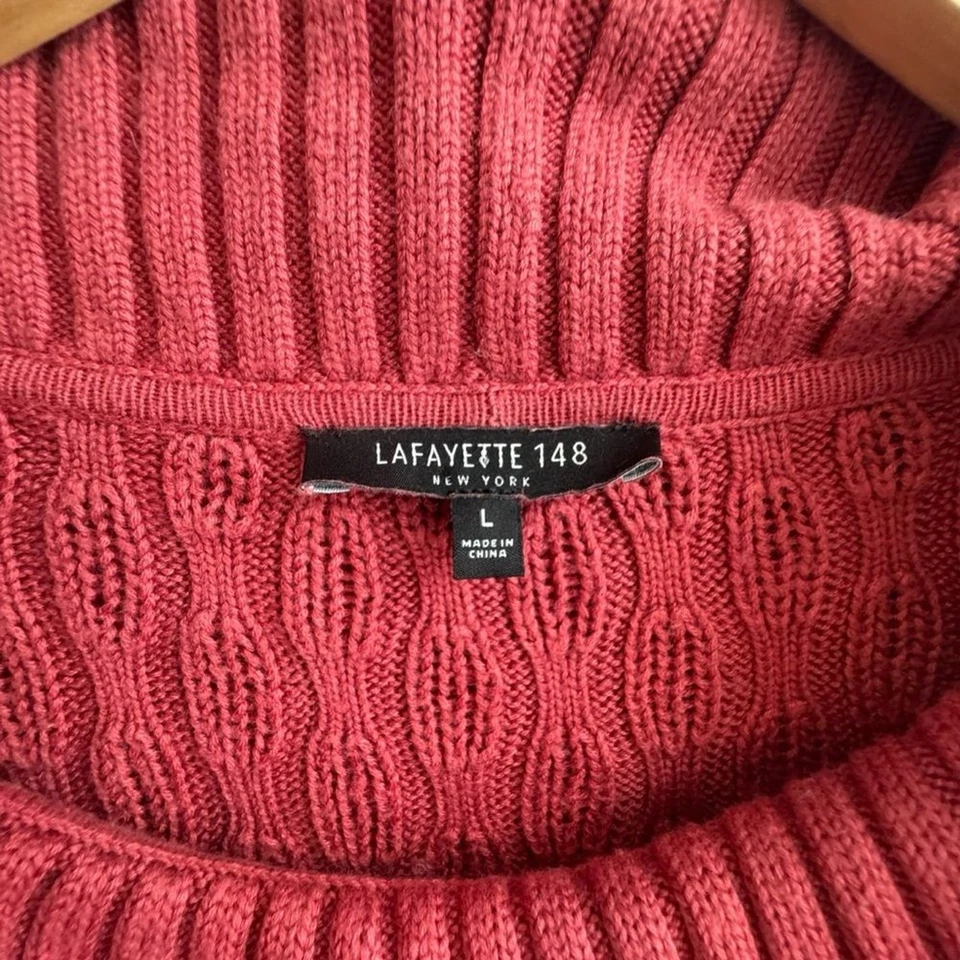 LAFAYETTE 148
NEW YORK
L
MADE IN
CHINA